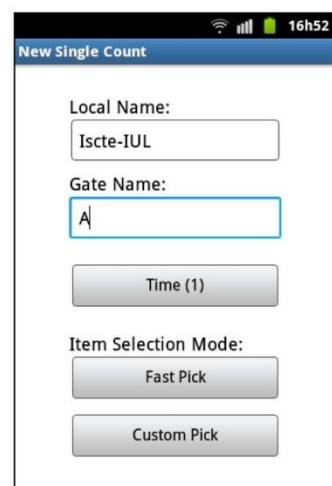 16h52
New Single Count
Local Name:
Iscte-IUL
Gate Name:
A
Time (1)
Item Selection Mode:
Fast Pick
Custom Pick